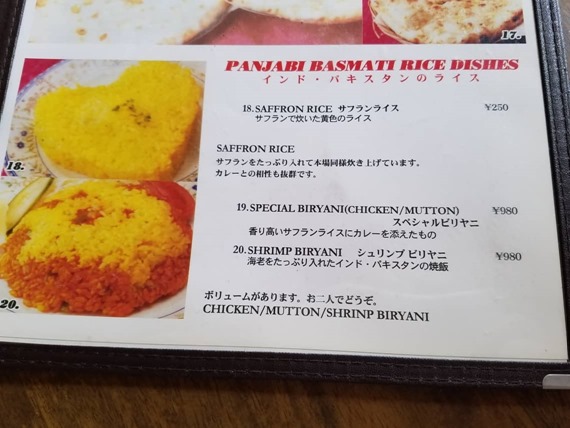 17.
PANJABI BASMATI RICE DISHES
インド・パキスタンのライス
18.
18. SAFFRON RICE サフランライス ¥250
サフランで炊いた黄色のライス
SAFFRON RICE
サフランをたっぷり入れて本場同様炊き上げています。
カレーとの相性も抜群です。
19. SPECIAL BIRYANI(CHICKEN/MUTTON) ¥980
スペシャルビリヤニ
香り高いサフランライスにカレーを添えたもの
20. SHRIMP BIRYANI シュリンプ ビリヤニ ¥980
海老をたっぷり入れたインド・パキスタンの焼飯
20.
ボリュームがあります。お二人でどうぞ。
CHICKEN/MUTTON/SHRINP BIRYANI